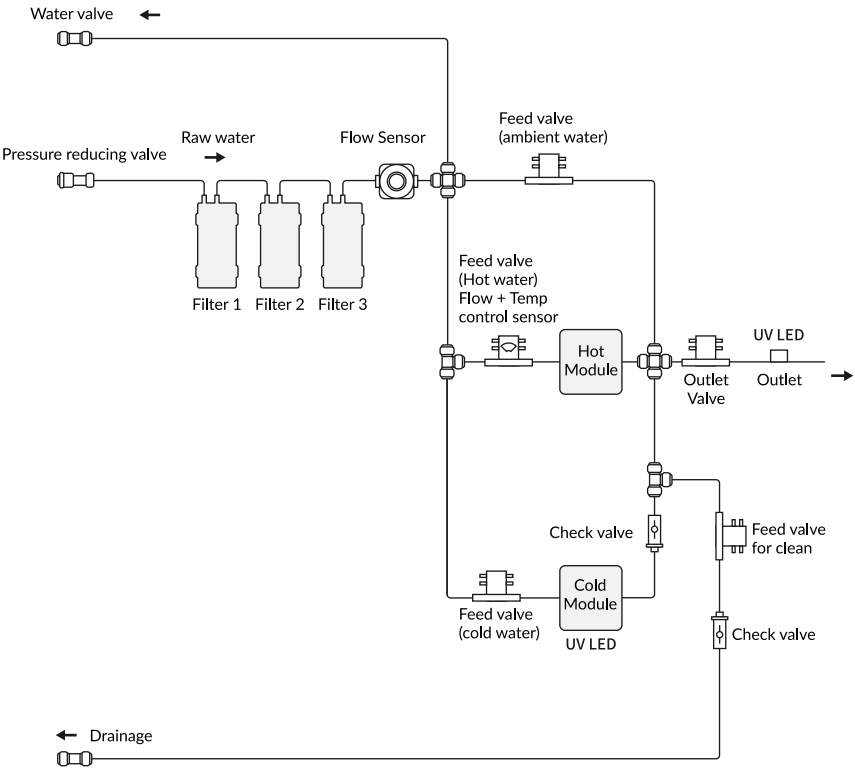 Water valve
Feed valve
(ambient water)
Raw water
Flow Sensor
Pressure reducing valve
Feed valve
(Hot water)
Flow + Temp
control sensor
Filter 1
Filter 2
Filter 3
UV LED
Hot
Module
Outlet
Valve
Outlet
Check valve
Feed valve
for clean
Cold
Module
Feed valve
(cold water)
UV LED
Check valve
Drainage